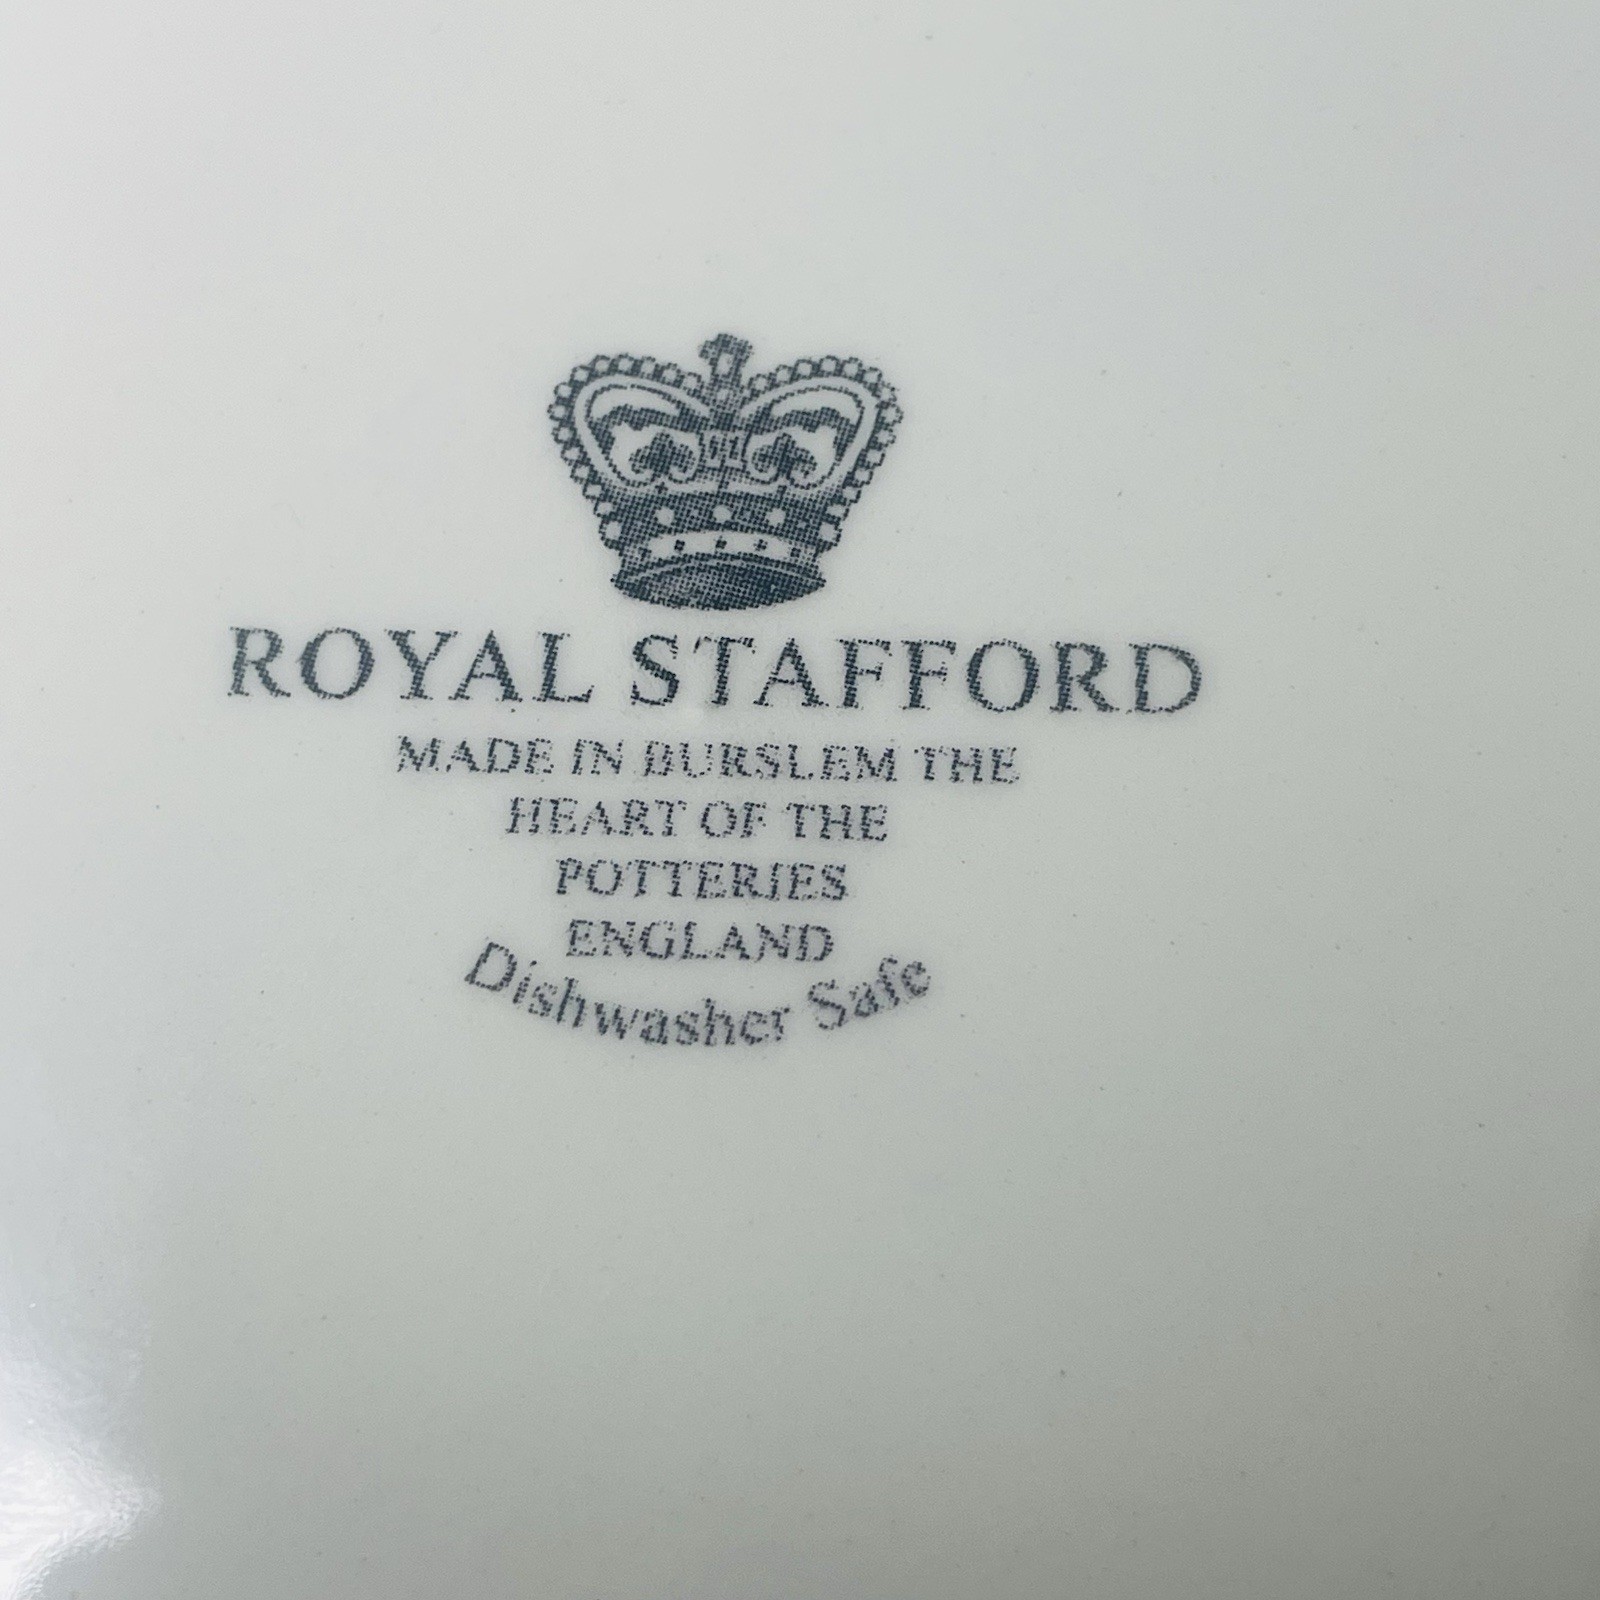 ROYAL STAFFORD
MADE IN BURSLEM THE
HEART OF THE
POTTERIES
ENGLAND
Dishwasher Safe